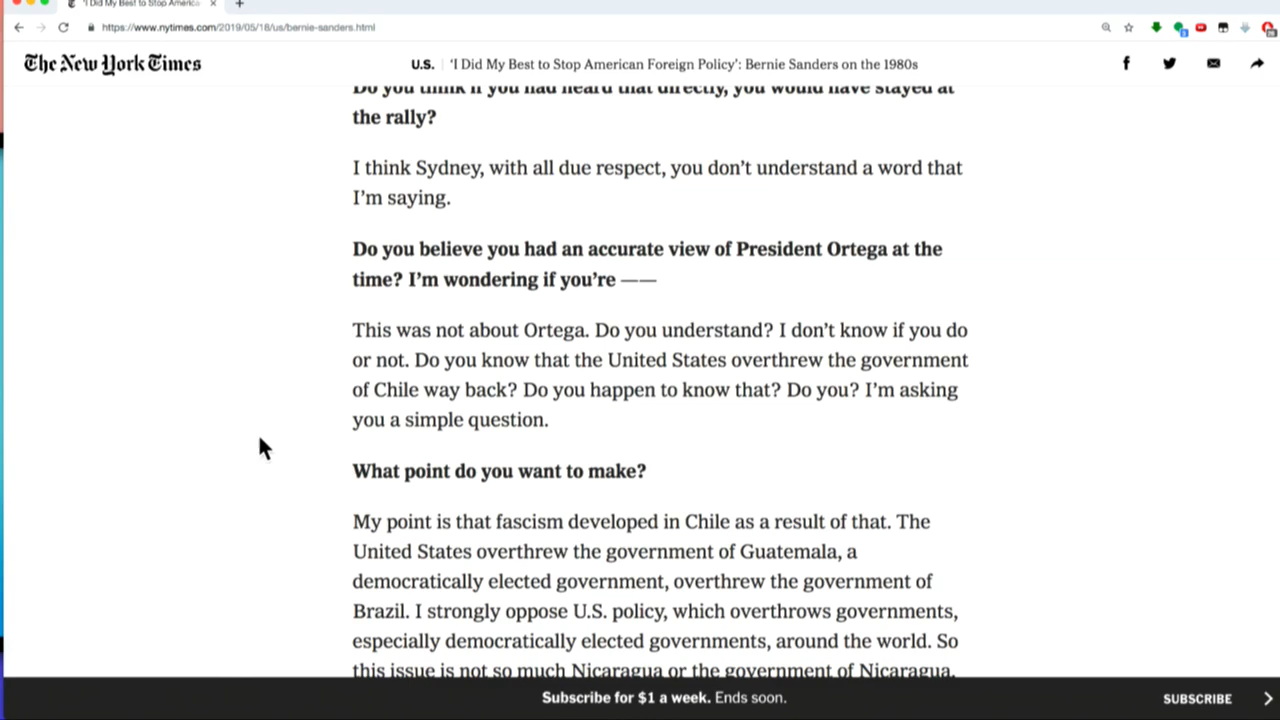 'I Did My Best to Stop America
https://www.nytimes.com/2019/05/18/us/bernie-sanders.html
The New York Times
U.S. 'I Did My Best to Stop American Foreign Policy': Bernie Sanders on the 1980s
Do you think if you had heard that directly, you would have stayed at
the rally?
I think Sydney, with all due respect, you don't understand a word that
I'm saying.
Do you believe you had an accurate view of President Ortega at the
time? I'm wondering if you're ——
This was not about Ortega. Do you understand? I don't know if you do
or not. Do you know that the United States overthrew the government
of Chile way back? Do you happen to know that? Do you? I'm asking
you a simple question.
What point do you want to make?
My point is that fascism developed in Chile as a result of that. The
United States overthrew the government of Guatemala, a
democratically elected government, overthrew the government of
Brazil. I strongly oppose U.S. policy, which overthrows governments,
especially democratically elected governments, around the world. So
this issue is not so much Nicaragua or the government of Nicaragua.
Subscribe for $1 a week. Ends soon.
SUBSCRIBE